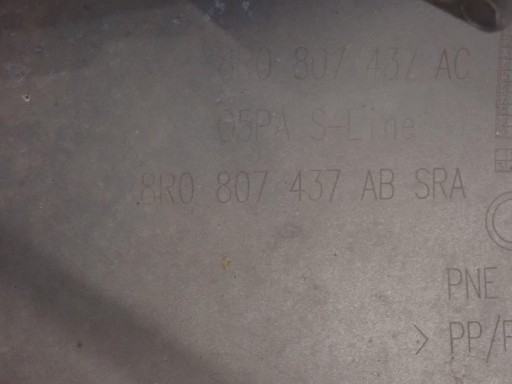 8R0 807 437 AC
05PA S-Line
8R0 807 437 AB SRA
PNE
> PP/